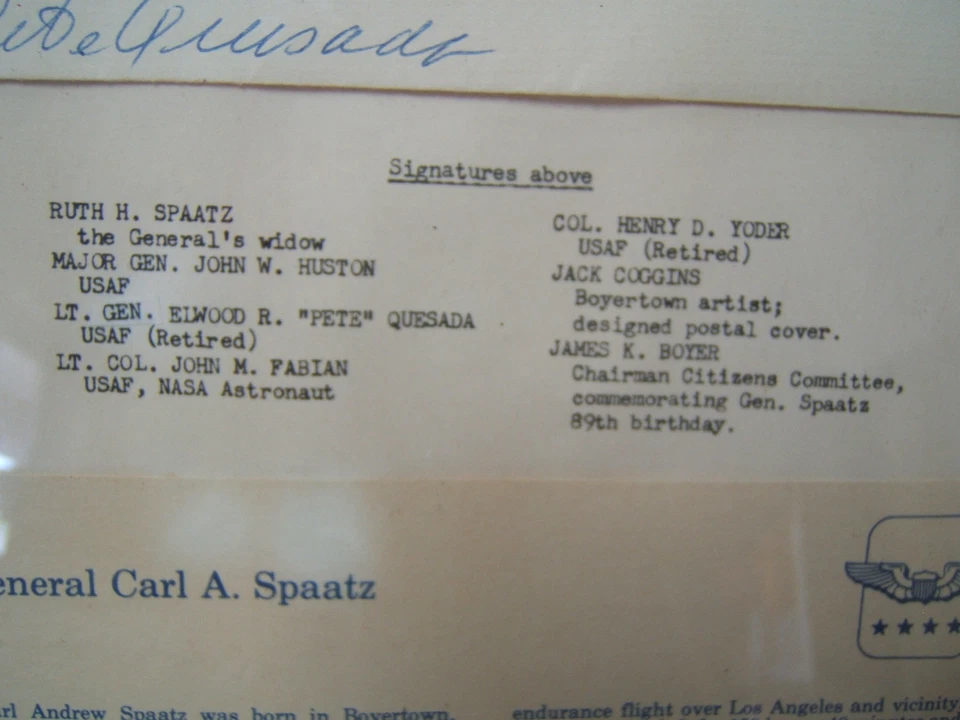 Pete Quesada
Signatures above
RUTH H. SPAATZ
the General's widow
MAJOR GEN. JOHN W. HUSTON
USAF
LT. GEN. ELWOOD R. "PETE" QUESADA
USAF (Retired)
LT. COL. JOHN M. FABIAN
USAF, NASA Astronaut
COL. HENRY D. YODER
USAF (Retired)
JACK COGGINS
Boyertown artist;
designed postal cover.
JAMES K. BOYER
Chairman Citizens Committee,
commemorating Gen. Spaatz
89th birthday.
eneral Carl A. Spaatz
arl Andrew Spaatz was born in Boyertown,
endurance flight over Los Angeles and vicinity,